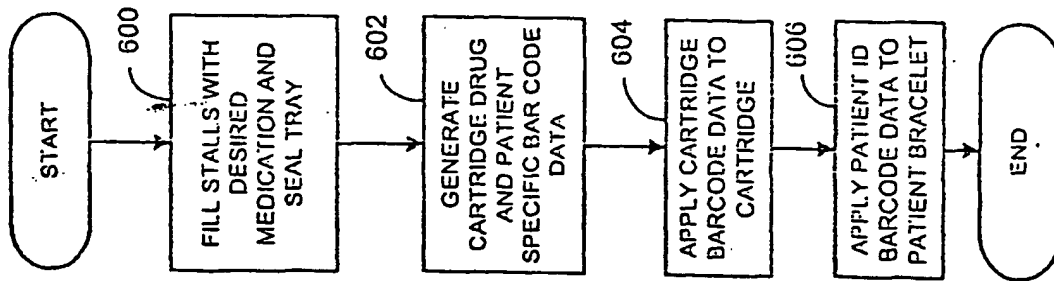 START
600
FILL STALLS WITH
DESIRED
MEDICATION AND
SEAL TRAY
602
GENERATE
CARTRIDGE DRUG
AND PATIENT
SPECIFIC BAR CODE
DATA
604
APPLY CARTRIDGE
BARCODE DATA TO
CARTRIDGE
606
APPLY PATIENT ID
BARCODE DATA TO
PATIENT BRACELET
END